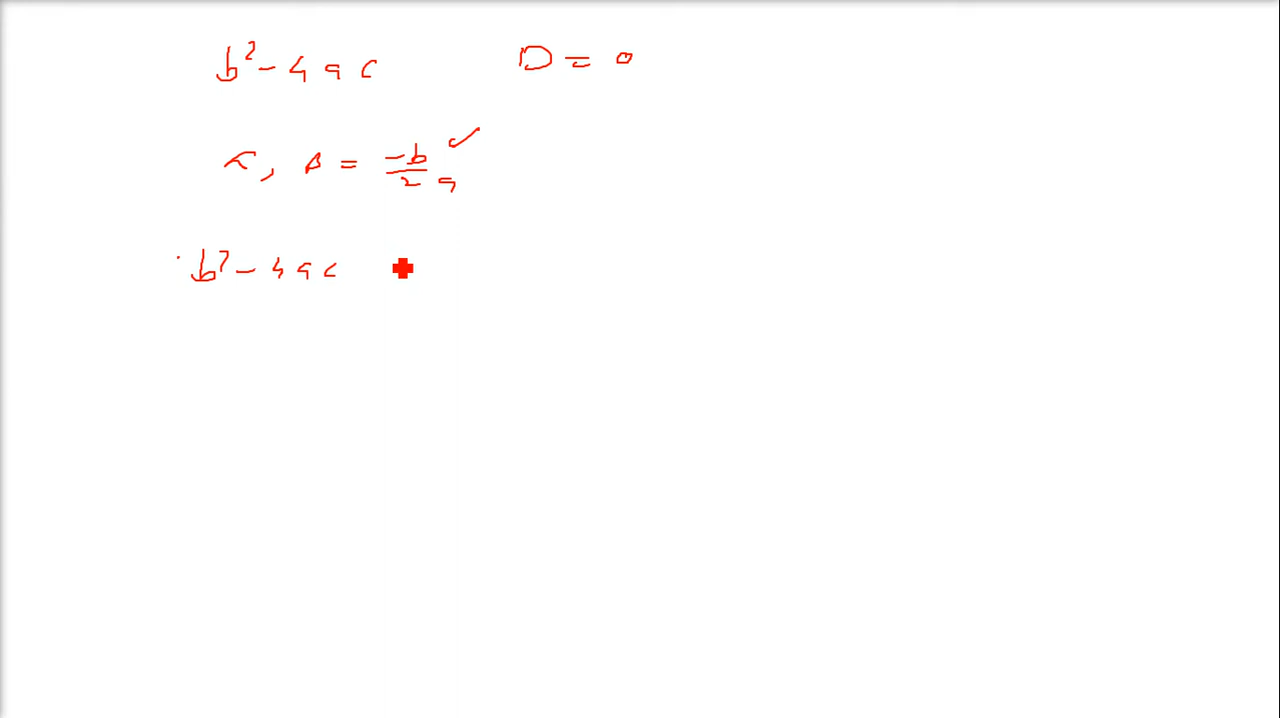 b² - 4ac D = 0
α, β = -b/2a ✓
b² - 4ac